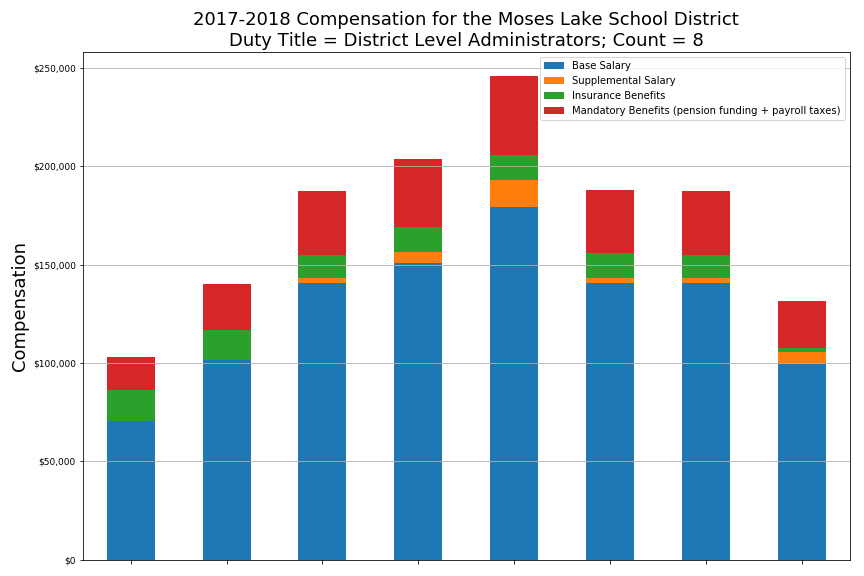 2017-2018 Compensation for the Moses Lake School District
Duty Title = District Level Administrators; Count = 8
Base Salary
Supplemental Salary
Insurance Benefits
Mandatory Benefits (pension funding + payroll taxes)
Compensation
$250,000
$200,000
$150,000
$100,000
$50,000
$0